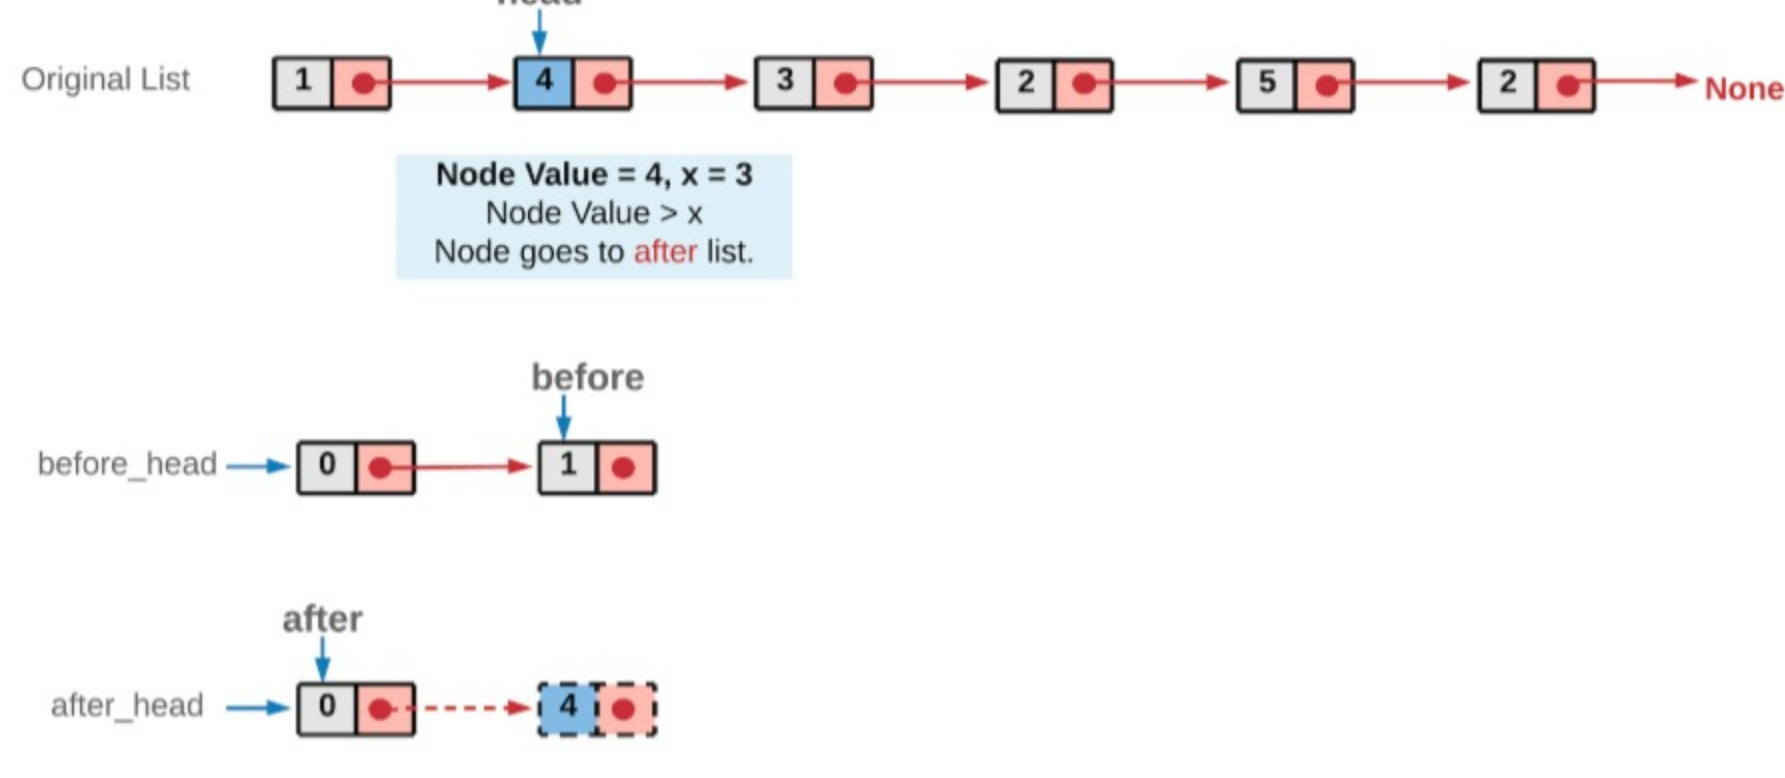 head
Original List 1 4 3 2 5 2 None
Node Value = 4, x = 3
Node Value > x
Node goes to after list.
before
before_head 0 1
after
after_head 0 4